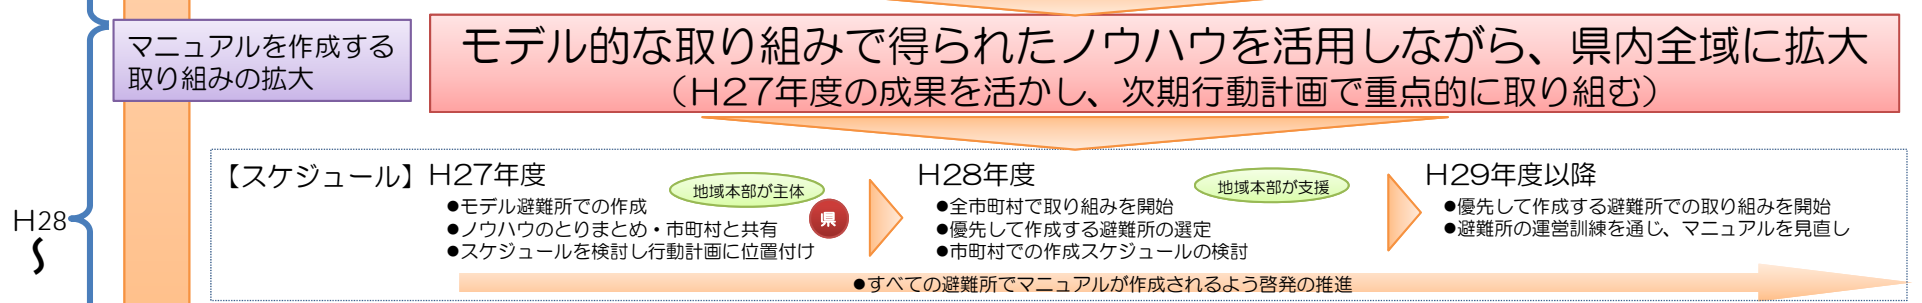 マニュアルを作成する
取り組みの拡大
モデル的な取り組みで得られたノウハウを活用しながら、県内全域に拡大
（H27年度の成果を活かし、次期行動計画で重点的に取り組む）
H28
～
【スケジュール】
H27年度
地域本部が主体
●モデル避難所での作成
●ノウハウのとりまとめ・市町村と共有
県
●スケジュールを検討し行動計画に位置付け
H28年度
地域本部が支援
●全市町村で取り組みを開始
●優先して作成する避難所の選定
●市町村での作成スケジュールの検討
H29年度以降
●優先して作成する避難所での取り組みを開始
●避難所の運営訓練を通じ、マニュアルを見直し
●すべての避難所でマニュアルが作成されるよう啓発の推進